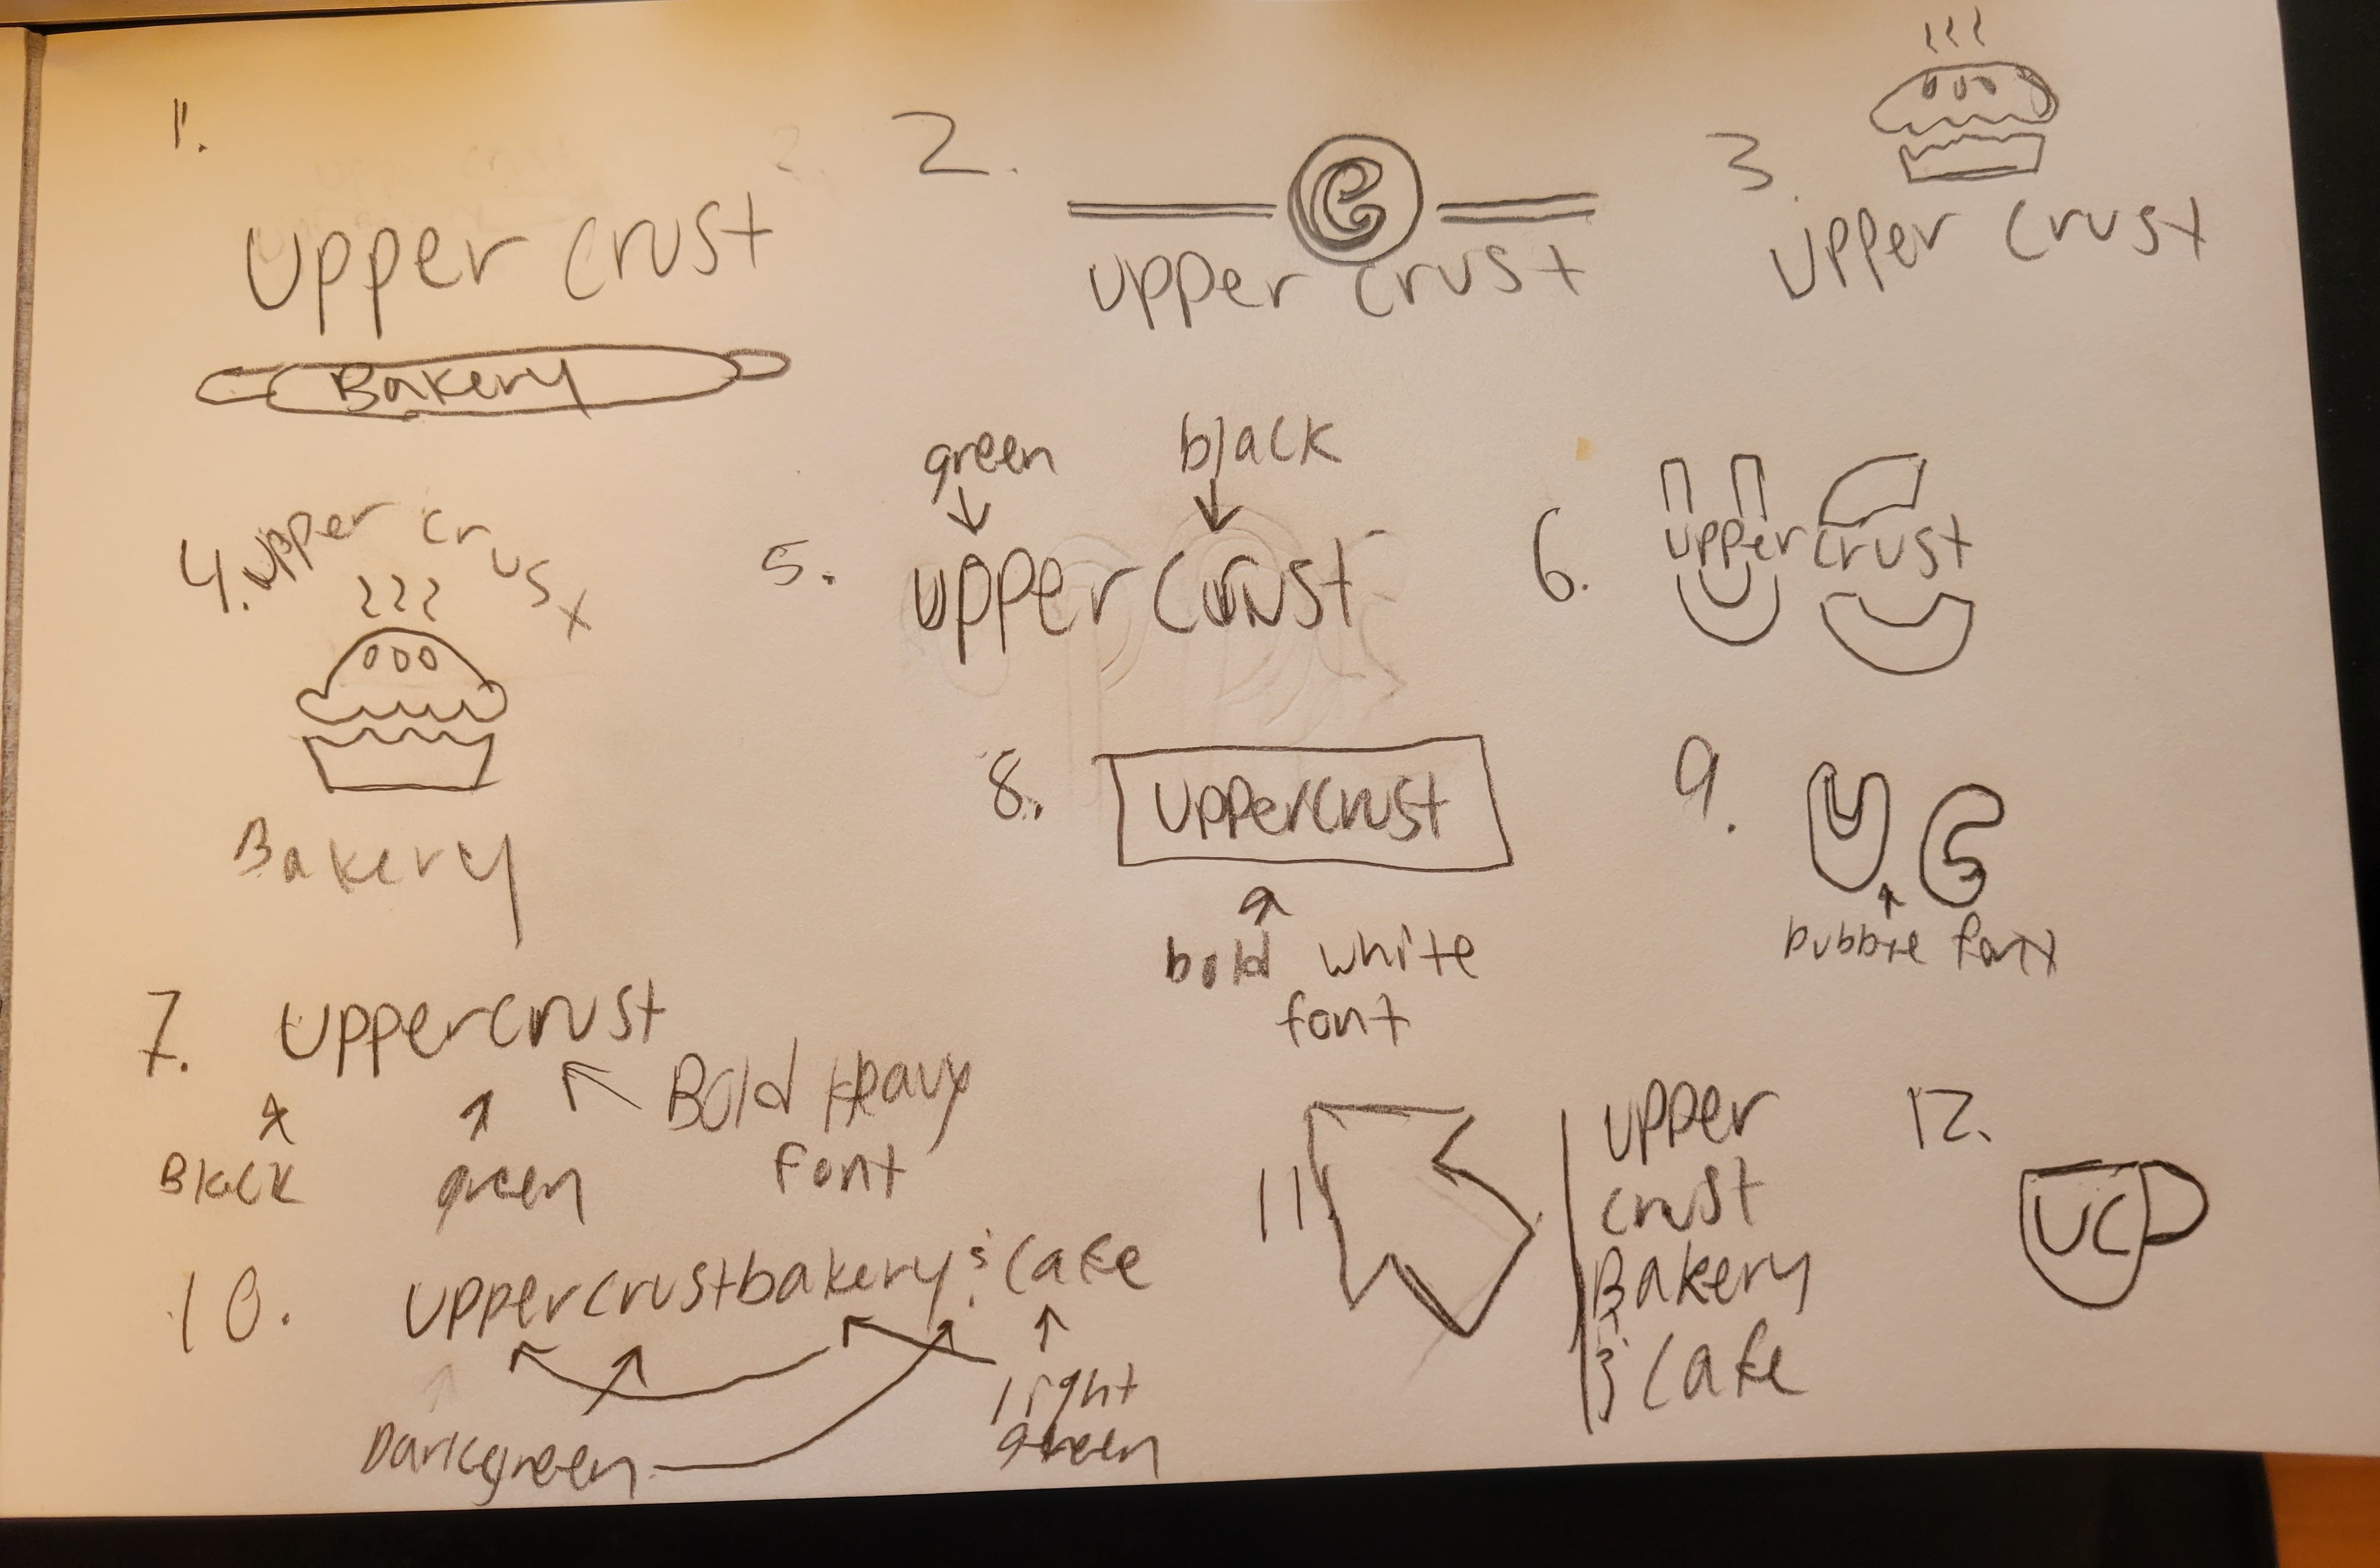 1.
Upper Crust
Bakery
2.
Upper Crust
3.
Upper Crust
4. Upper Crust
Bakery
green black
5. Upper Crust
6. Upper Crust
U C
7. Uppercrust
Black green Bold Heavy
font
8. Uppercrust
bold white
font
9. U C
bubble font
10. Uppercrustbakery & Cafe
Darkgreen
light
green
11. Upper
Crust
Bakery
& Cafe
12.
UC